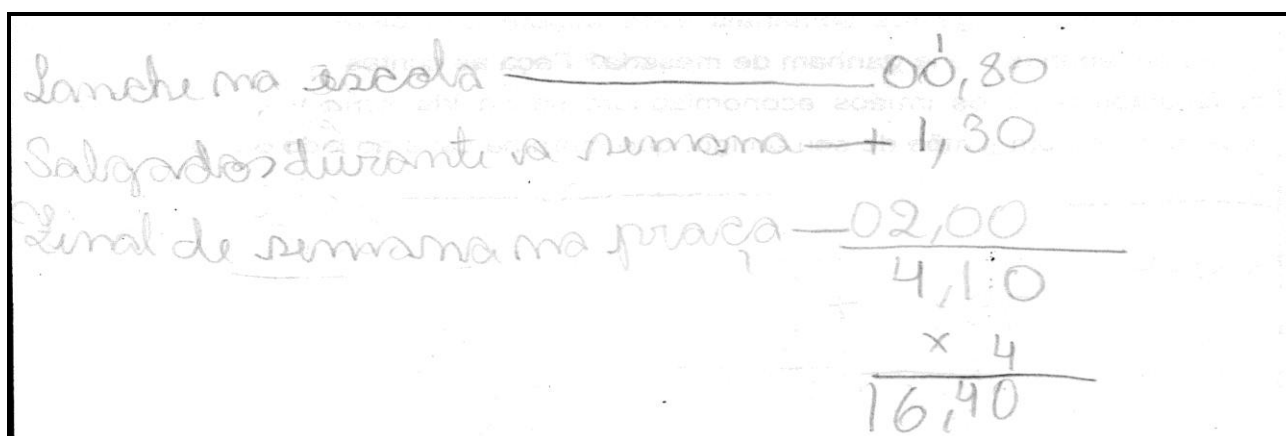 Lanche na escola 00,80
Salgados durante a semana + 1,30
Final de semana na praça 02,00
4,10
x 4
16,40